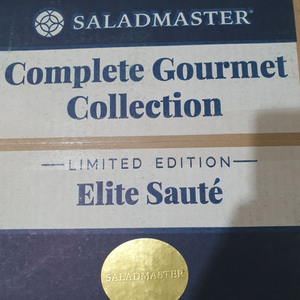 SALADMASTER®
Complete Gourmet
Collection
LIMITED EDITION
Elite Sauté
SALADMASTER